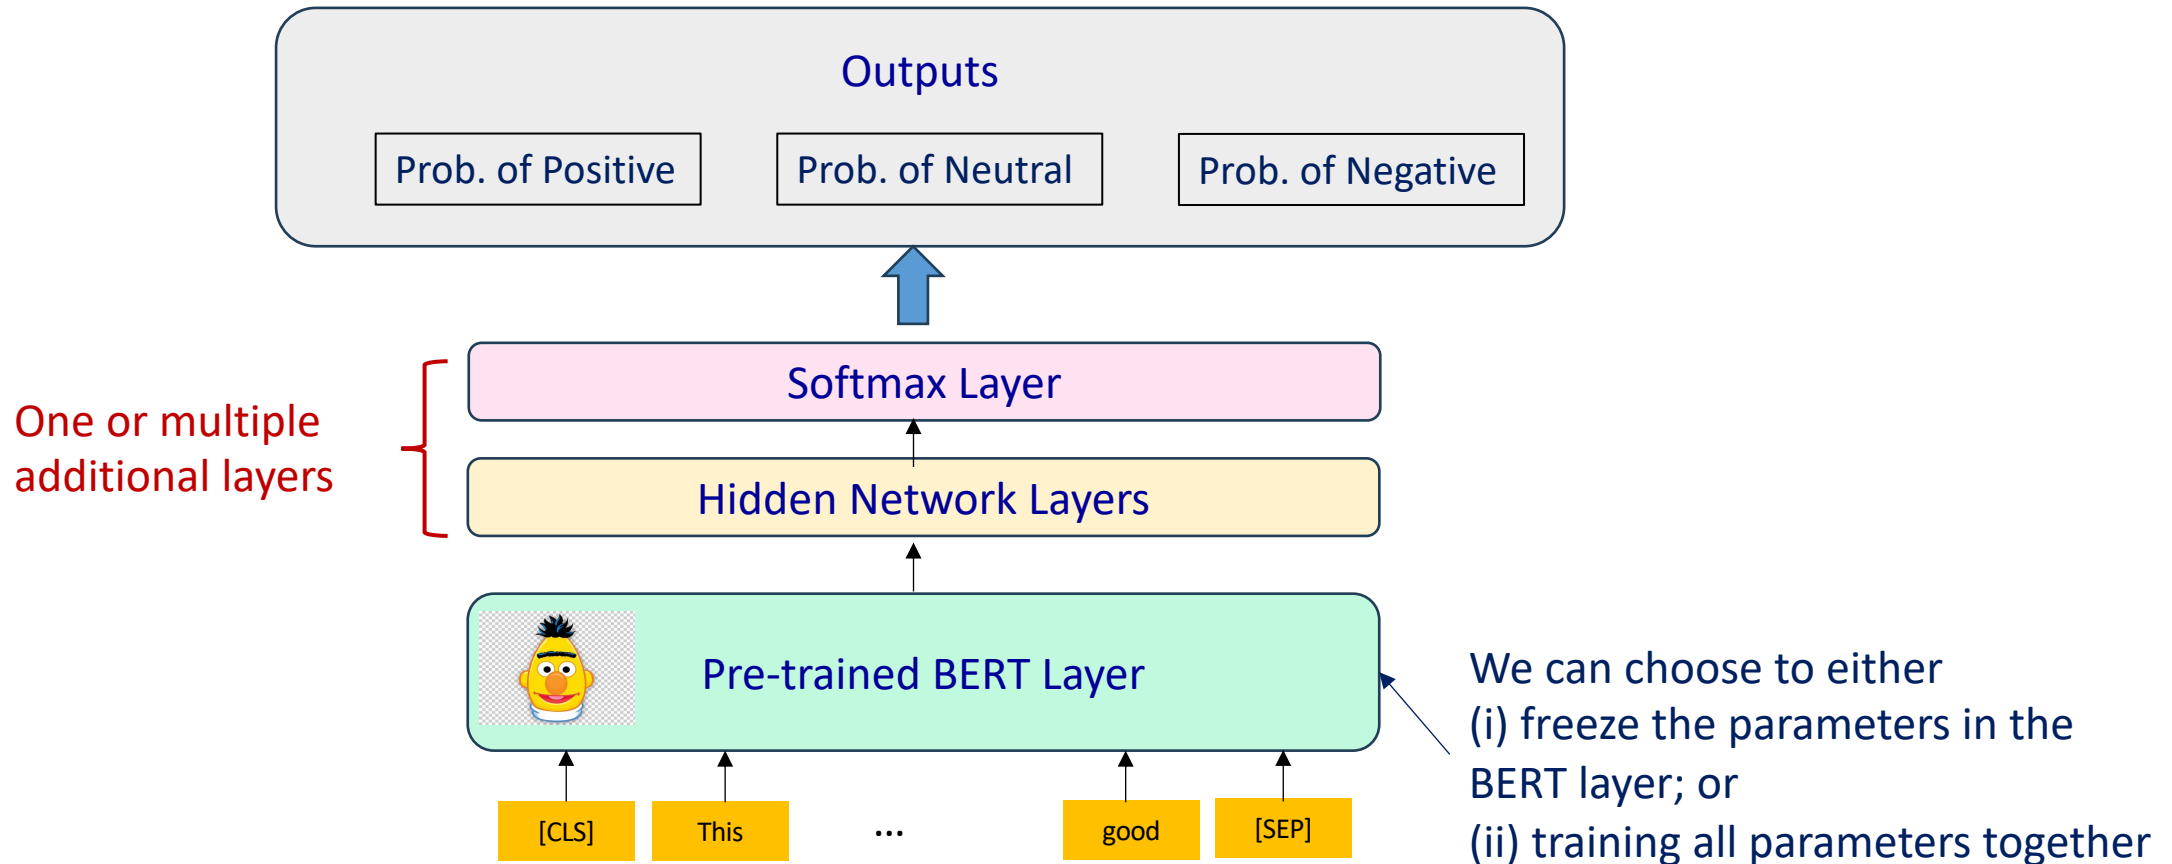 Outputs
Prob. of Positive
Prob. of Neutral
Prob. of Negative
Softmax Layer
One or multiple
additional layers
Hidden Network Layers
Pre-trained BERT Layer
We can choose to either
(i) freeze the parameters in the
BERT layer; or
(ii) training all parameters together
[CLS]
This
...
good
[SEP]